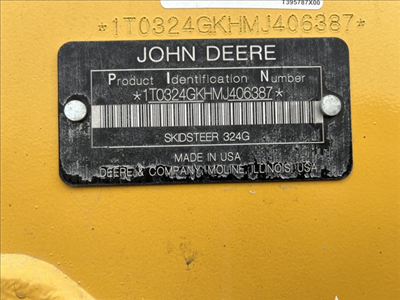 T395787X00
*1T0324GKHMJ406387*
JOHN DEERE
Product Identification Number
*1T0324GKHMJ406387*
SKIDSTEER 324G
MADE IN USA
DEERE & COMPANY, MOLINE, ILLINOIS, USA